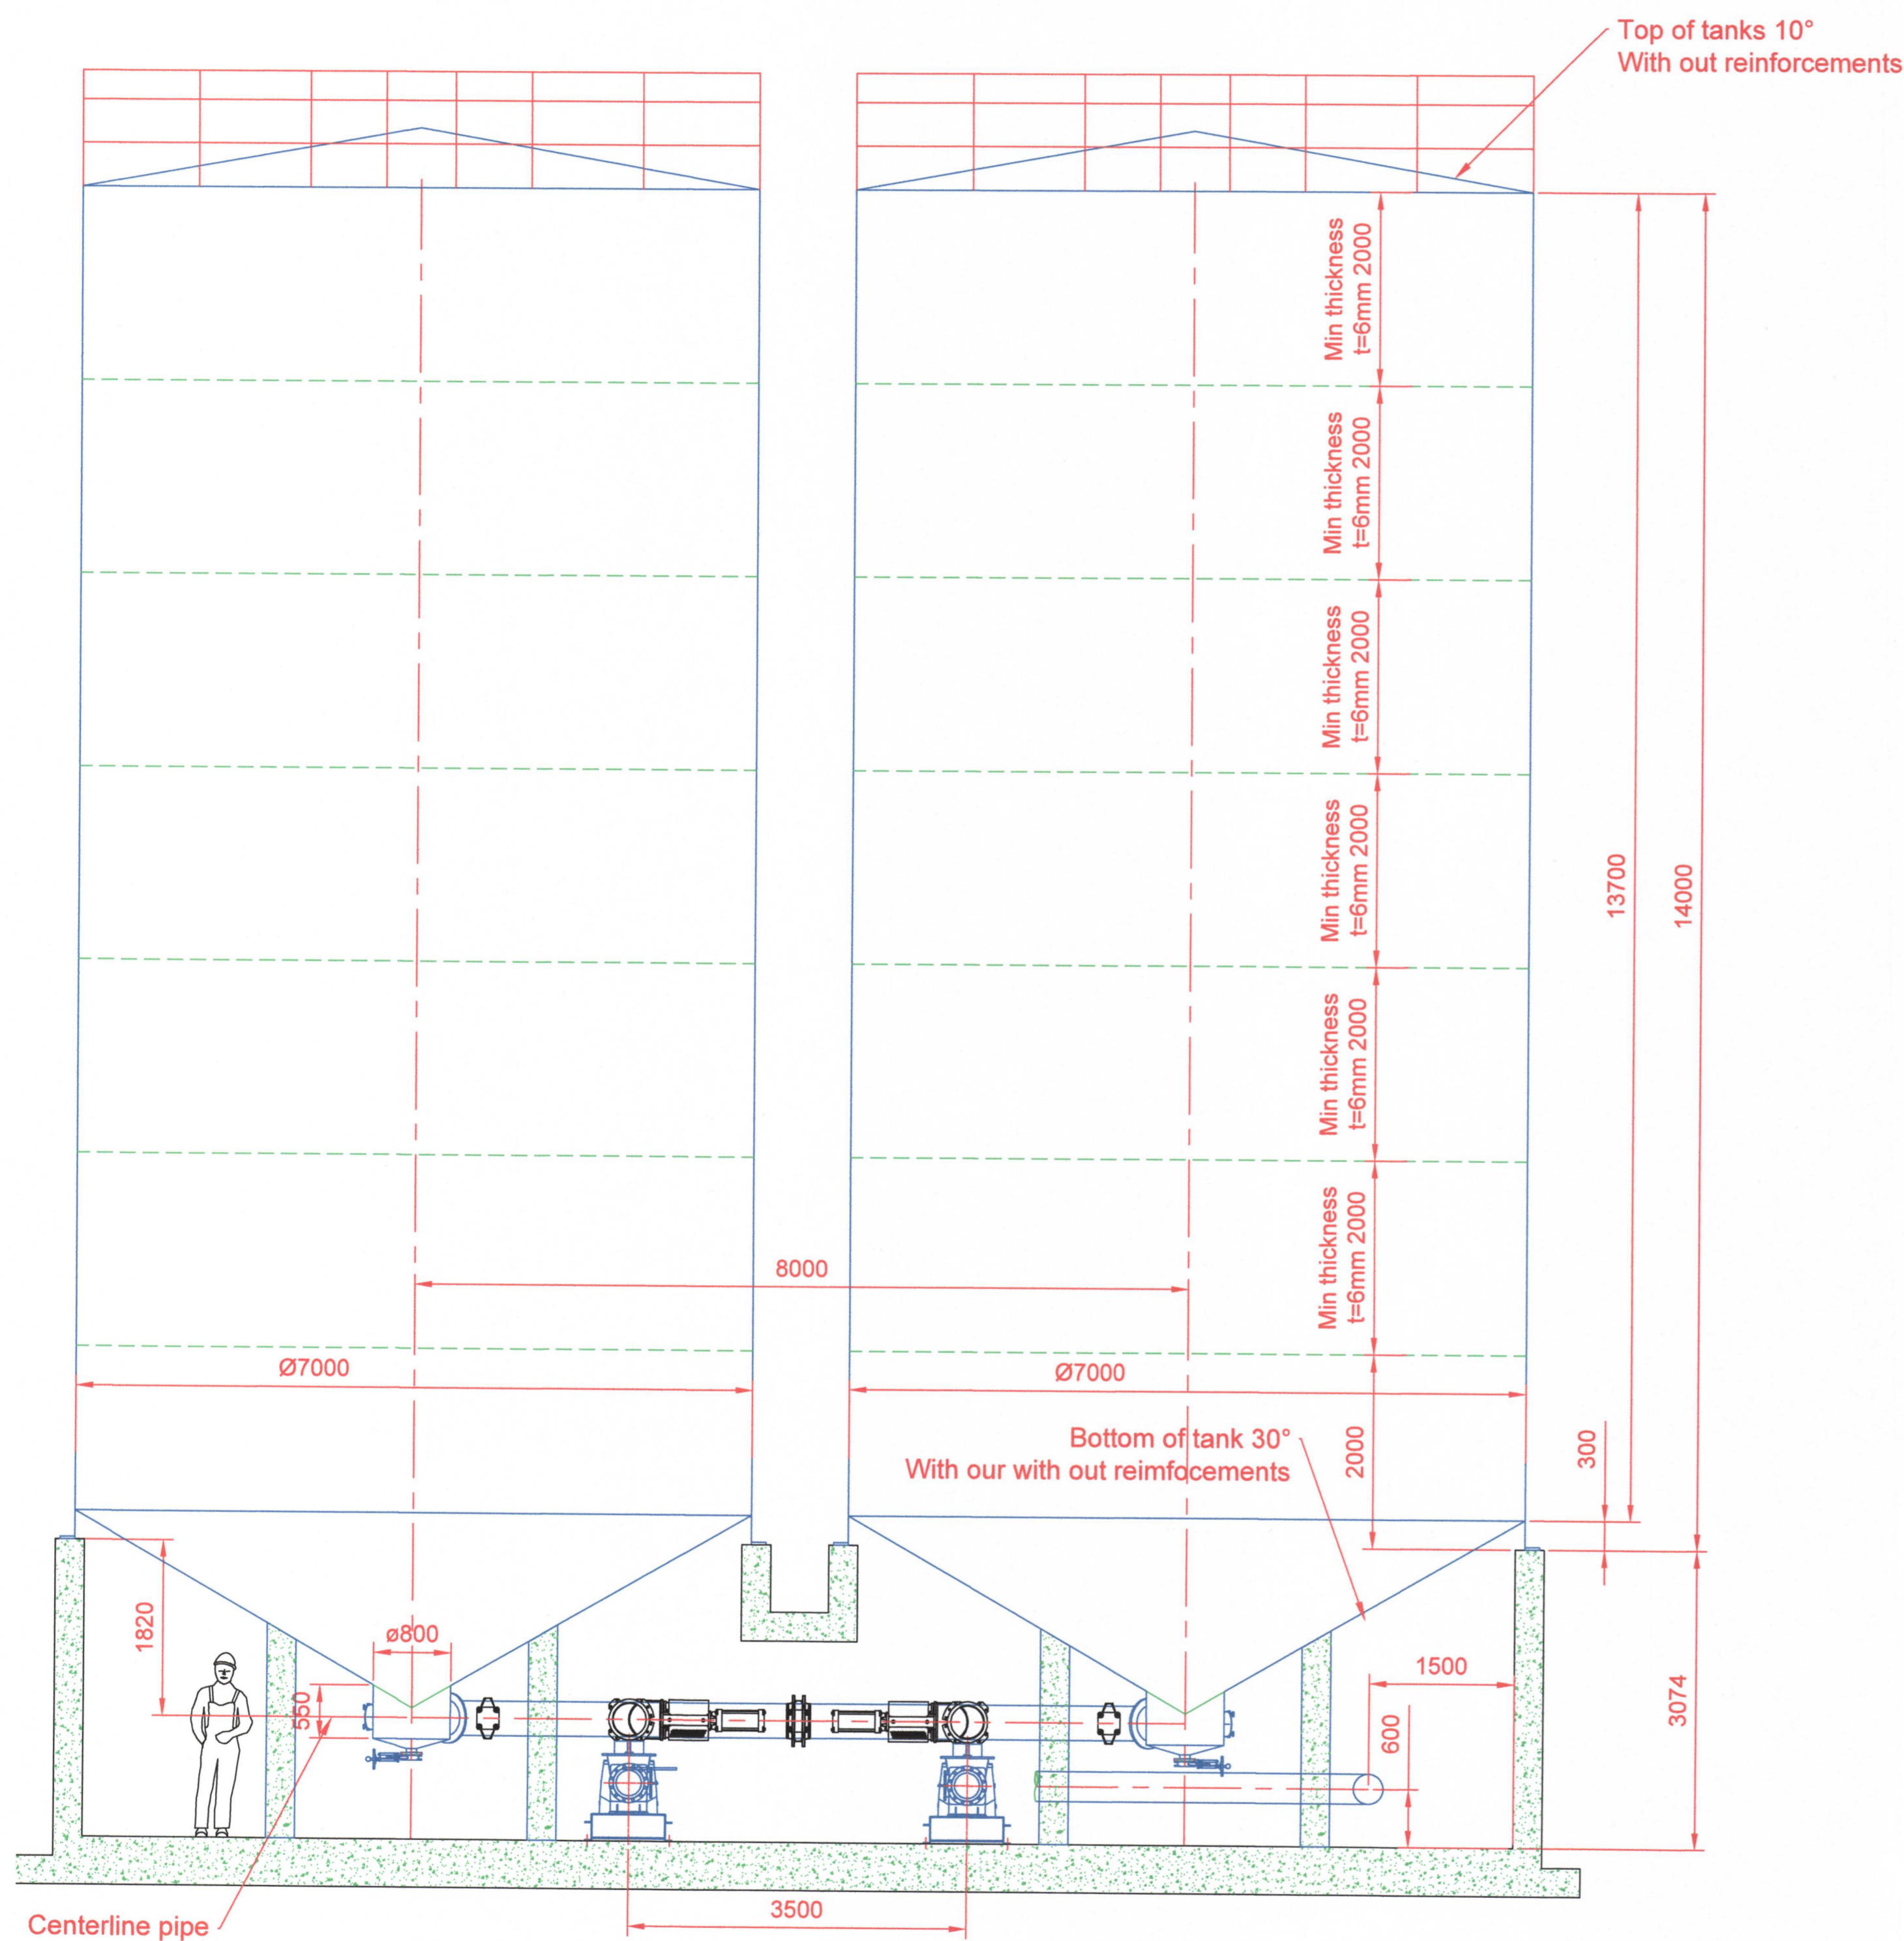 Top of tanks 10°
With out reinforcements
Min thickness
t=6mm 2000
Min thickness
t=6mm 2000
Min thickness
t=6mm 2000
Min thickness
t=6mm 2000
13700
14000
Min thickness
t=6mm 2000
Min thickness
t=6mm 2000
8000
Ø7000
Ø7000
Bottom of tank 30°
With our with out reimfocements
2000
300
1820
ø800
550
1500
600
3074
3500
Centerline pipe